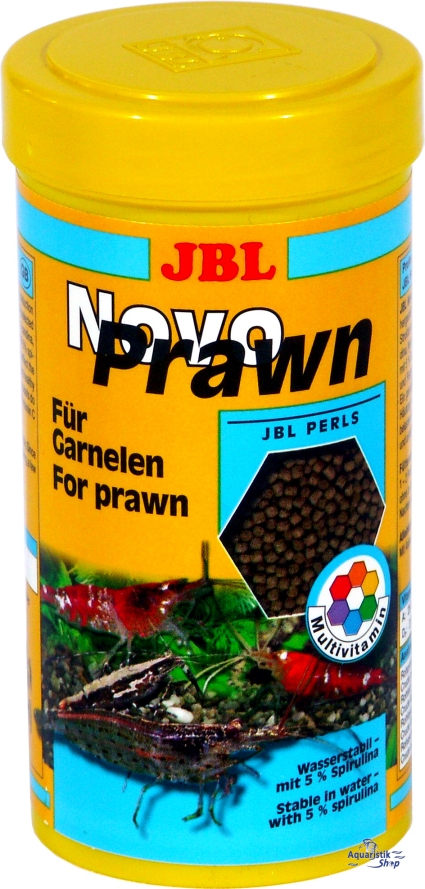 JBL
Novo
Prawn
Für
Garnelen
For prawn
JBL PERLS
Multivitamin
Wasserstabil –
mit 5 % Spirulina
Stable in water –
with 5 % spirulina
Aquaristik
Shop